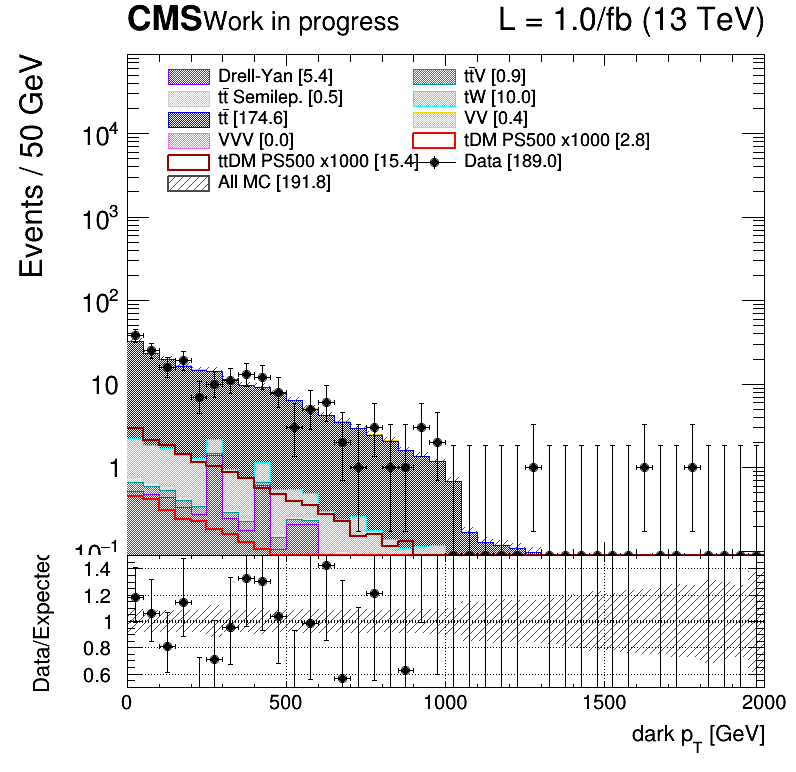 CMS Work in progress L = 1.0/fb (13 TeV)
Events / 50 GeV
Drell-Yan [5.4] tt̄V [0.9]
tt̄ Semilep. [0.5] tW [10.0]
tt̄ [174.6] VV [0.4]
VVV [0.0] tDM PS500 x1000 [2.8]
ttDM PS500 x1000 [15.4] Data [189.0]
All MC [191.8]
10⁴
10³
10²
10
1
10⁻¹
Data/Expected
1.4
1.2
1
0.8
0.6
0 500 1000 1500 2000
dark p_T [GeV]